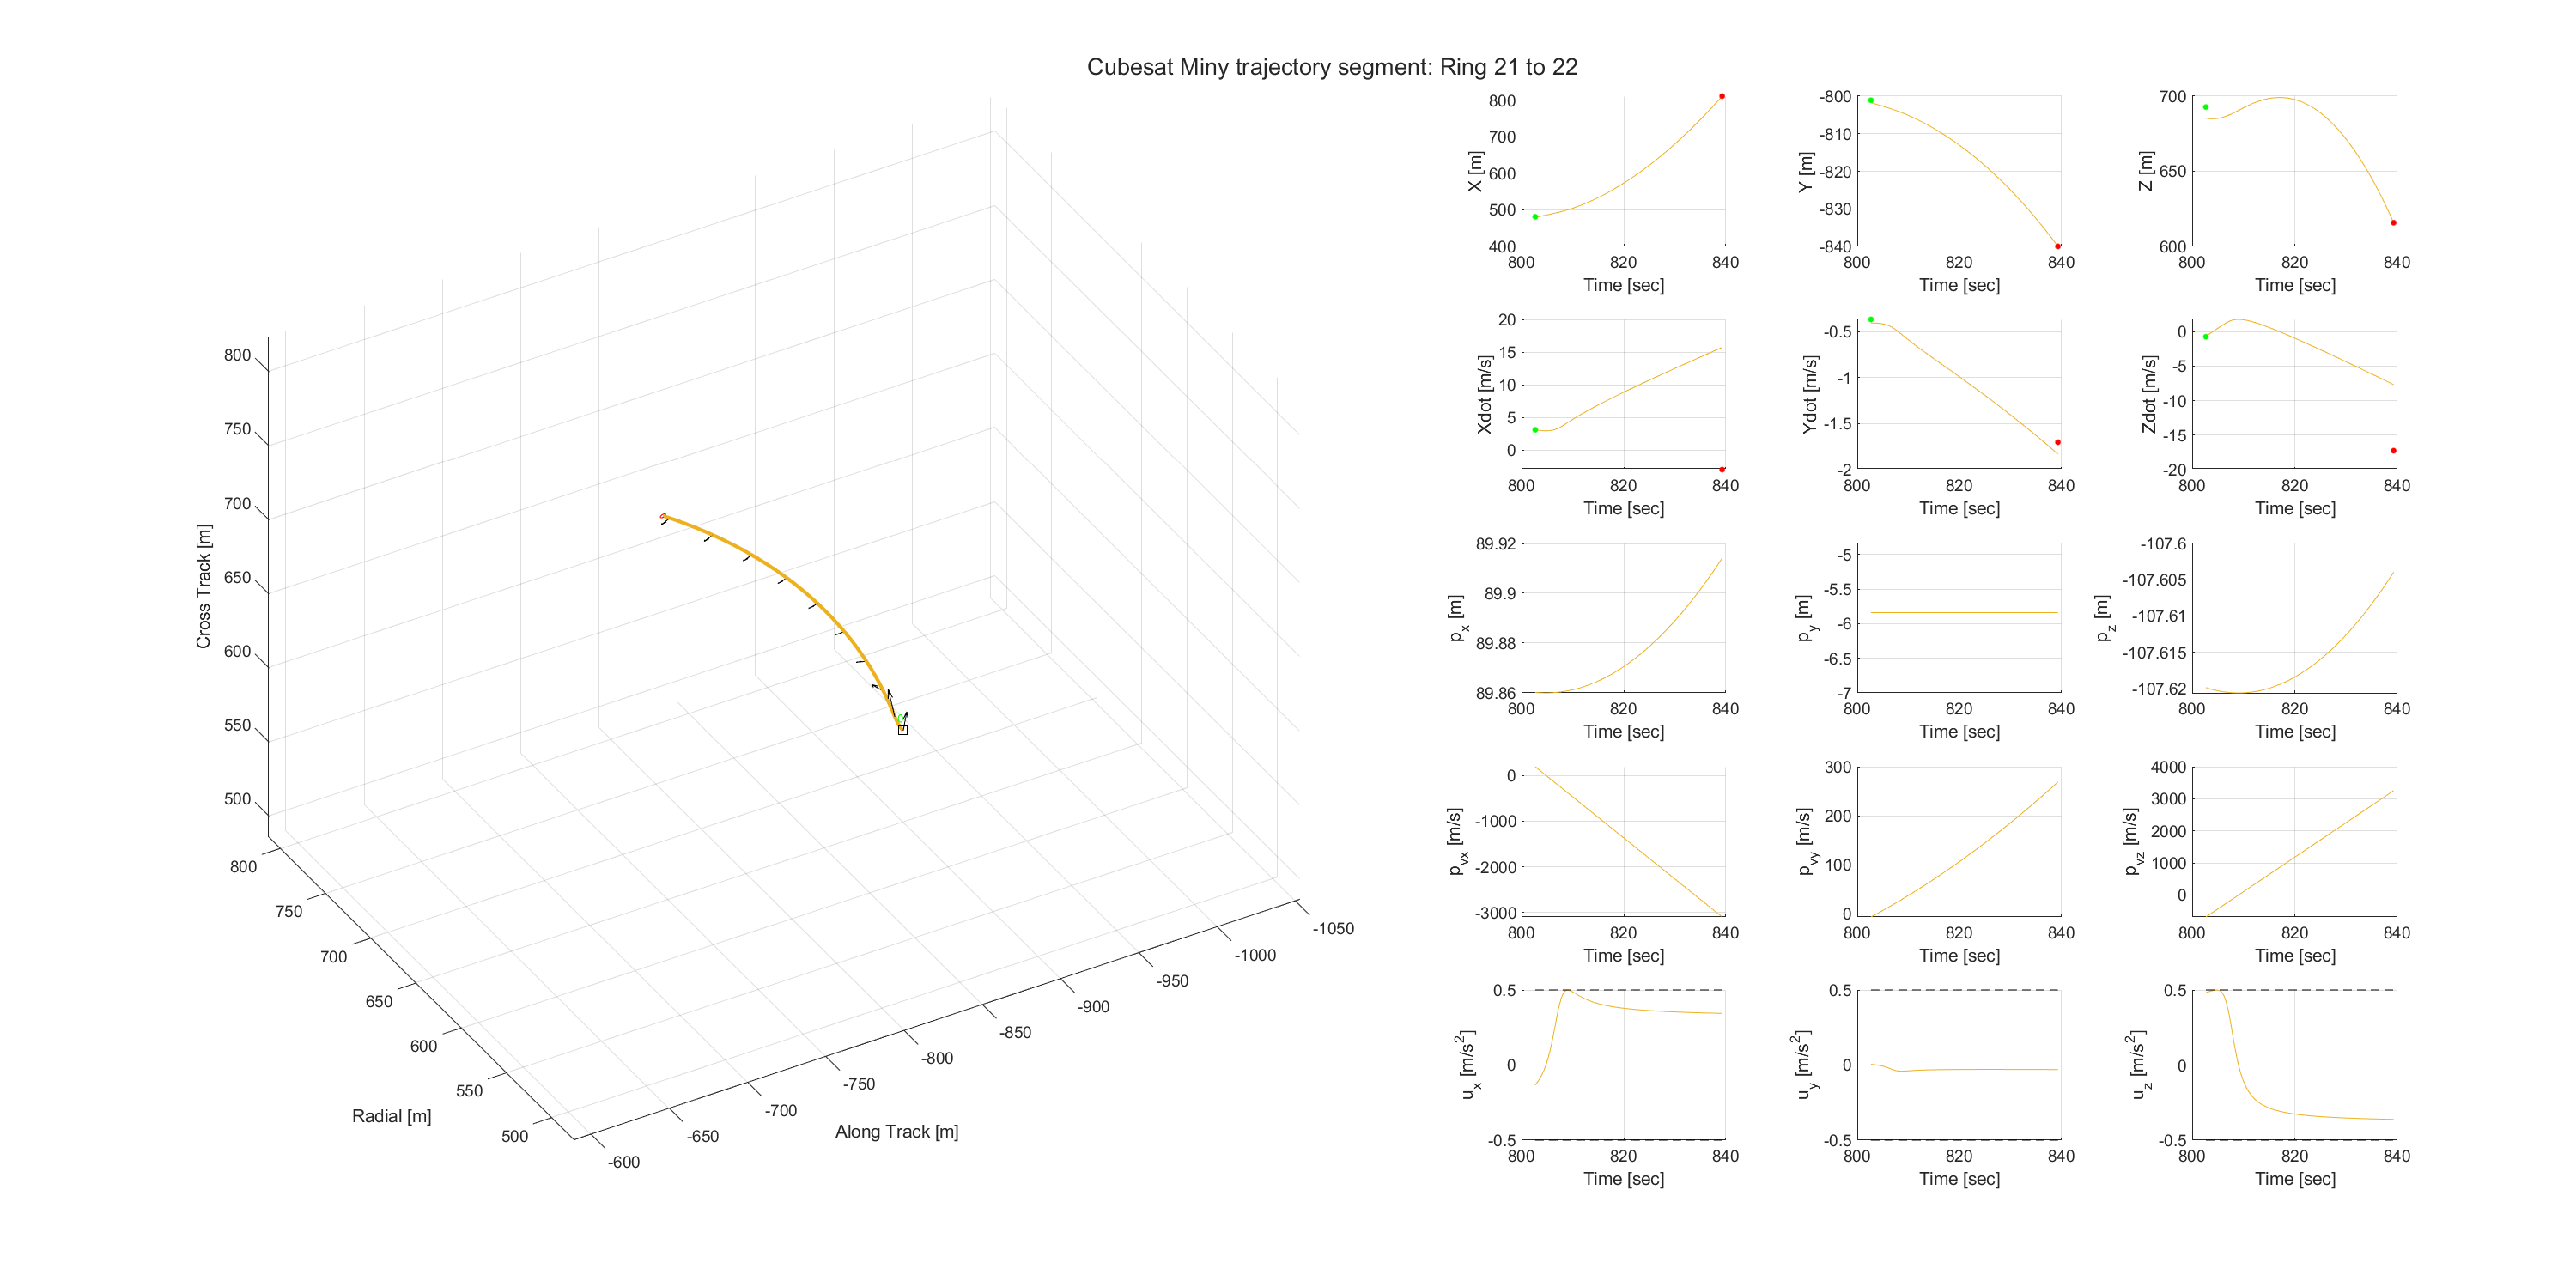 Cubesat Miny trajectory segment: Ring 21 to 22
Cross Track [m]
800
750
700
650
600
550
500
Radial [m]
800
750
700
650
600
550
500
Along Track [m]
-600
-650
-700
-750
-800
-850
-900
-950
-1000
-1050
X [m]
800
700
600
500
400
800 820 840
Time [sec]
Y [m]
-800
-810
-820
-830
-840
800 820 840
Time [sec]
Z [m]
700
650
600
800 820 840
Time [sec]
Xdot [m/s]
20
15
10
5
0
800 820 840
Time [sec]
Ydot [m/s]
-0.5
-1
-1.5
-2
800 820 840
Time [sec]
Zdot [m/s]
0
-5
-10
-15
-20
800 820 840
Time [sec]
p_x [m]
89.92
89.9
89.88
89.86
800 820 840
Time [sec]
p_y [m]
-5
-5.5
-6
-6.5
-7
800 820 840
Time [sec]
p_z [m]
-107.6
-107.605
-107.61
-107.615
-107.62
800 820 840
Time [sec]
p_vx [m/s]
0
-1000
-2000
-3000
800 820 840
Time [sec]
p_vy [m/s]
300
200
100
0
800 820 840
Time [sec]
p_vz [m/s]
4000
3000
2000
1000
0
800 820 840
Time [sec]
u_x [m/s²]
0.5
0
-0.5
800 820 840
Time [sec]
u_y [m/s²]
0.5
0
-0.5
800 820 840
Time [sec]
u_z [m/s²]
0.5
0
-0.5
800 820 840
Time [sec]